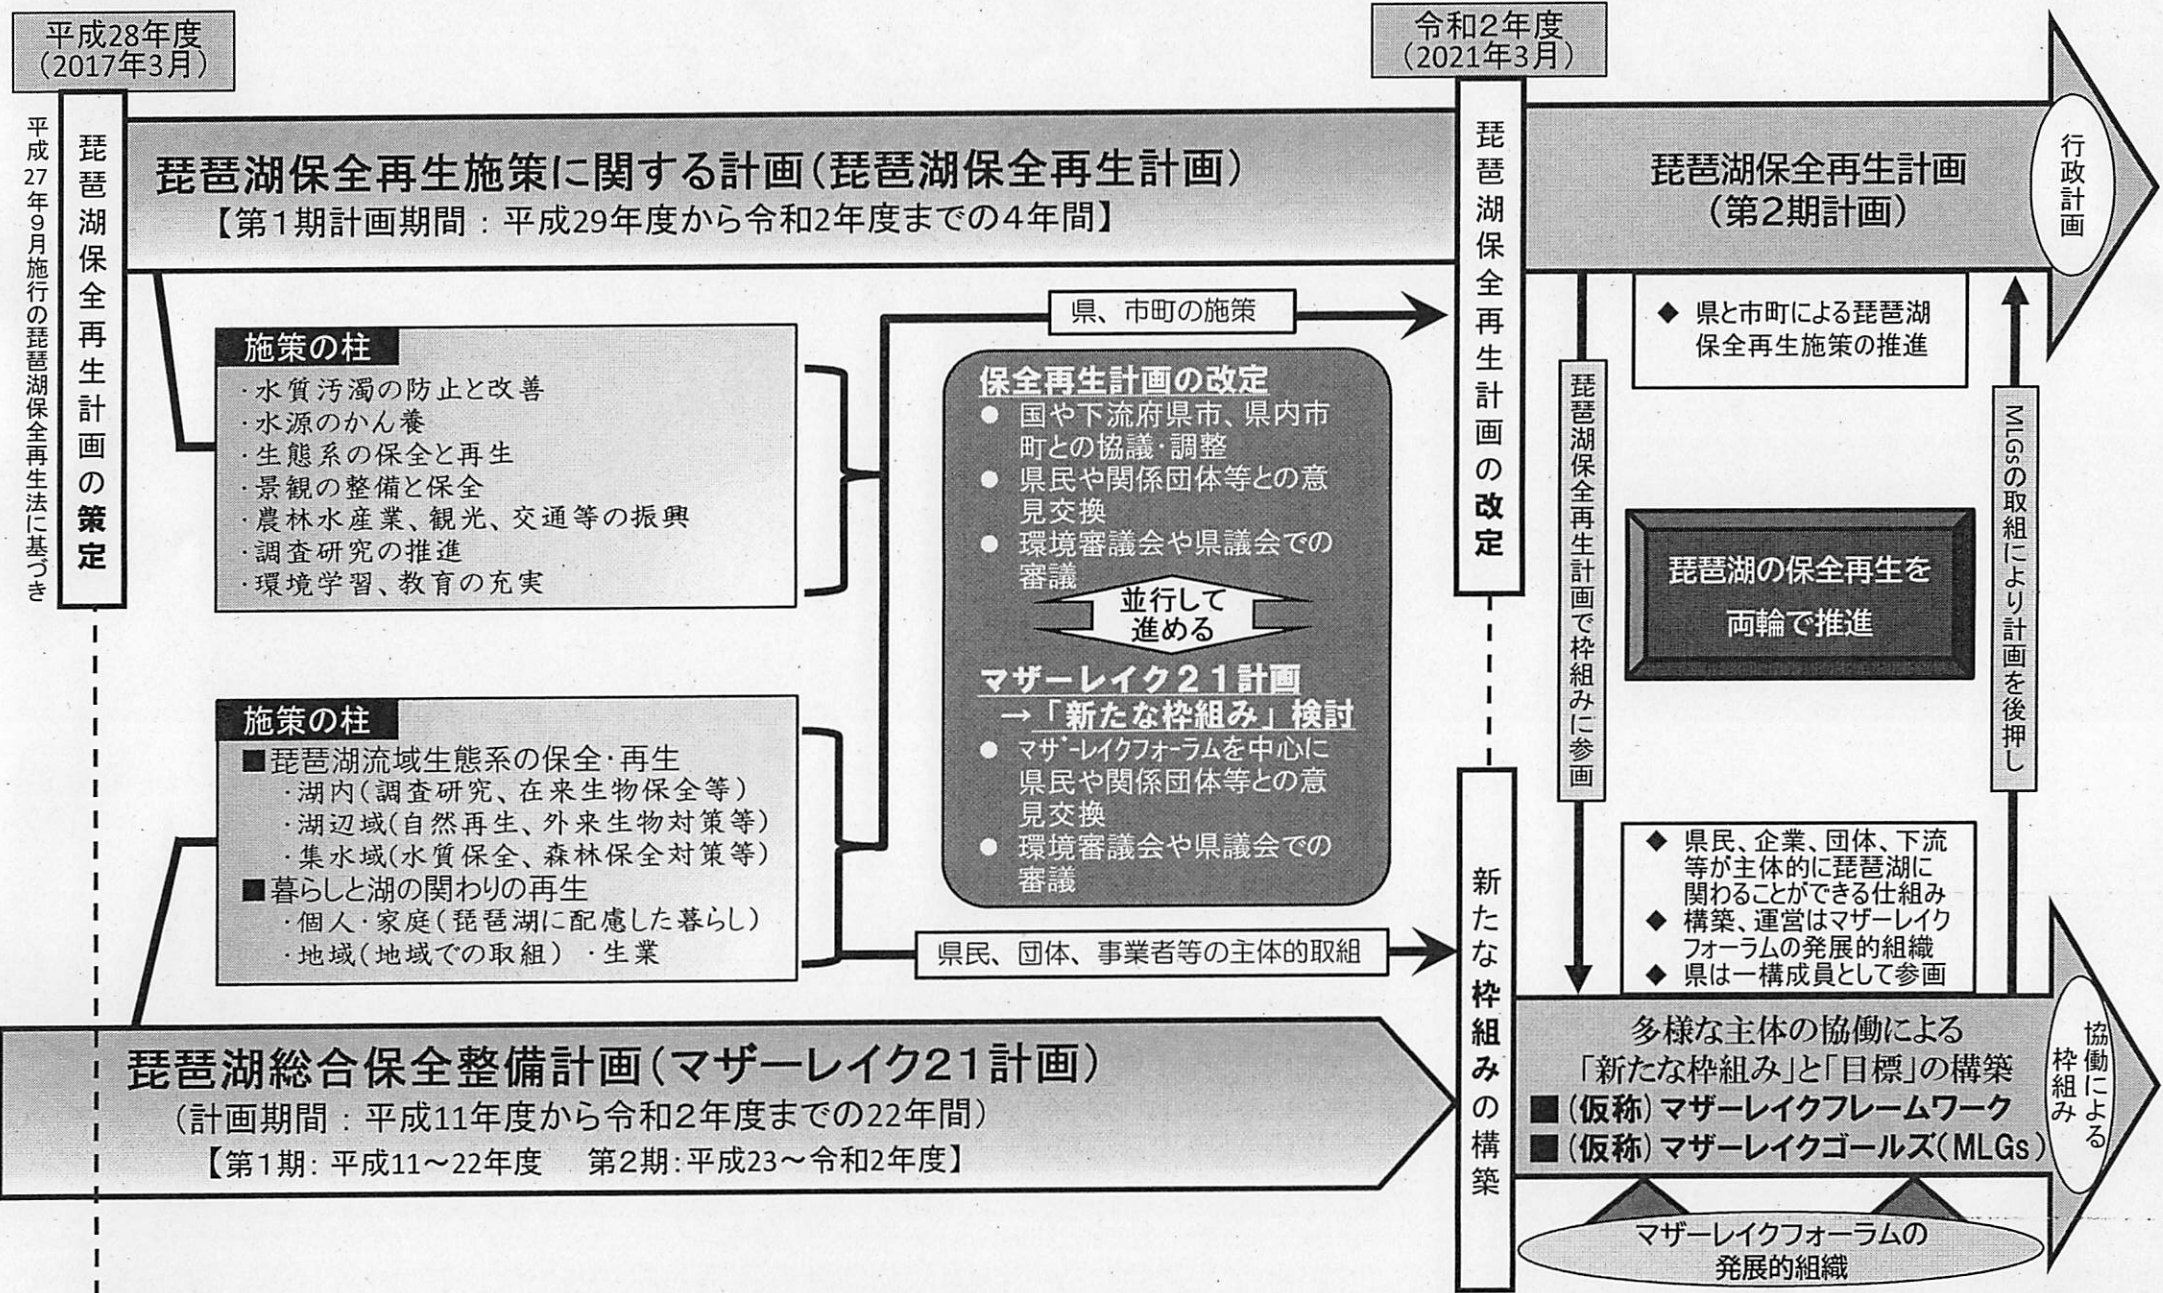 平成28年度
（2017年3月）
令和２年度
（2021年3月）
平成27年９月施行の琵琶湖保全再生法に基づき
琵琶湖保全再生計画の策定
琵琶湖保全再生施策に関する計画（琵琶湖保全再生計画）
【第１期計画期間：平成29年度から令和2年度までの４年間】
琵琶湖保全再生計画の改定
琵琶湖保全再生計画
（第２期計画）
行政計画
施策の柱
・水質汚濁の防止と改善
・水源のかん養
・生態系の保全と再生
・景観の整備と保全
・農林水産業、観光、交通等の振興
・調査研究の推進
・環境学習、教育の充実
県、市町の施策
保全再生計画の改定
● 国や下流府県市、県内市
町との協議・調整
● 県民や関係団体等との意
見交換
● 環境審議会や県議会での
審議
並行して
進める
マザーレイク２１計画
→「新たな枠組み」検討
● マザーレイクフォーラムを中心に
県民や関係団体等との意
見交換
● 環境審議会や県議会での
審議
◆ 県と市町による琵琶湖
保全再生施策の推進
琵琶湖保全再生計画で枠組みに参画
琵琶湖の保全再生を
両輪で推進
MLGsの取組により計画を後押し
施策の柱
■琵琶湖流域生態系の保全・再生
・湖内（調査研究、在来生物保全等）
・湖辺域（自然再生、外来生物対策等）
・集水域（水質保全、森林保全対策等）
■暮らしと湖の関わりの再生
・個人・家庭（琵琶湖に配慮した暮らし）
・地域（地域での取組）・生業
県民、団体、事業者等の主体的取組
新たな枠組みの構築
◆ 県民、企業、団体、下流
等が主体的に琵琶湖に
関わることができる仕組み
◆ 構築、運営はマザーレイク
フォーラムの発展的組織
◆ 県は一構成員として参画
琵琶湖総合保全整備計画（マザーレイク２１計画）
（計画期間：平成11年度から令和２年度までの22年間）
【第１期：平成11～22年度　第２期：平成23～令和２年度】
多様な主体の協働による
「新たな枠組み」と「目標」の構築
■（仮称）マザーレイクフレームワーク
■（仮称）マザーレイクゴールズ（MLGs）
協働による
枠組み
マザーレイクフォーラムの
発展的組織